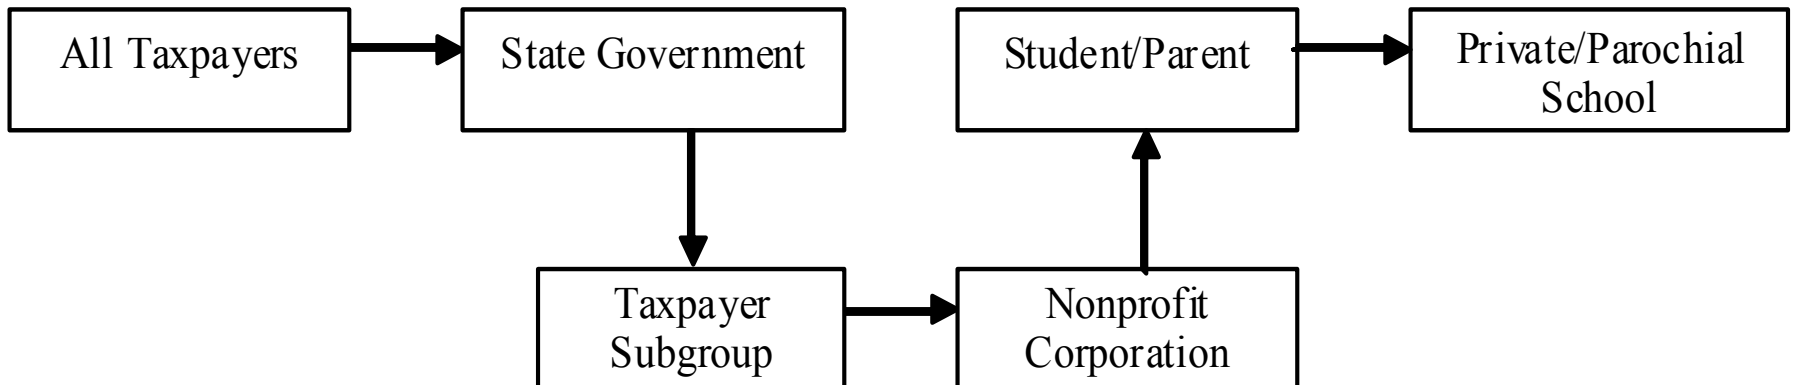 All Taxpayers
State Government
Student/Parent
Private/Parochial
School
Taxpayer
Subgroup
Nonprofit
Corporation